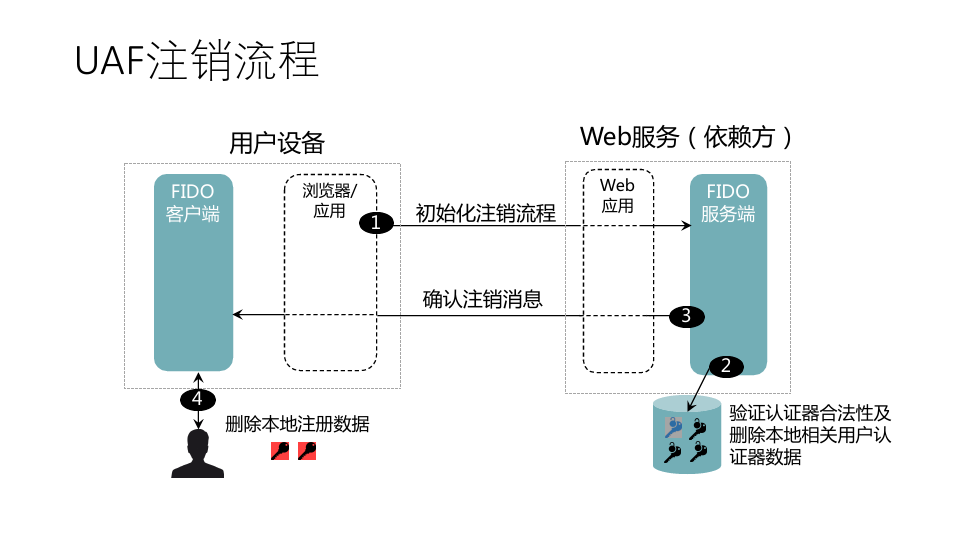 UAF注销流程
用户设备
Web服务（依赖方）
FIDO
客户端
浏览器/
应用
Web
应用
FIDO
服务端
1
初始化注销流程
确认注销消息
3
2
4
删除本地注册数据
验证认证器合法性及
删除本地相关用户认
证器数据